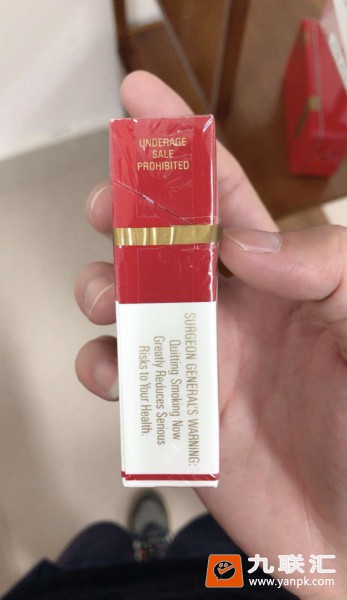 UNDERAGE
SALE
PROHIBITED
SURGEON GENERAL'S WARNING:
Quitting Smoking Now
Greatly Reduces Serious
Risks to Your Health.
九联汇
www.yanpk.com